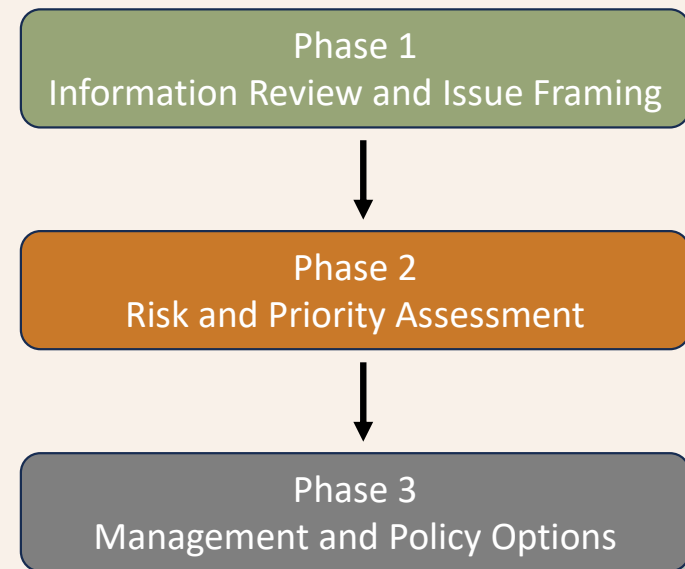 Phase 1
Information Review and Issue Framing
Phase 2
Risk and Priority Assessment
Phase 3
Management and Policy Options